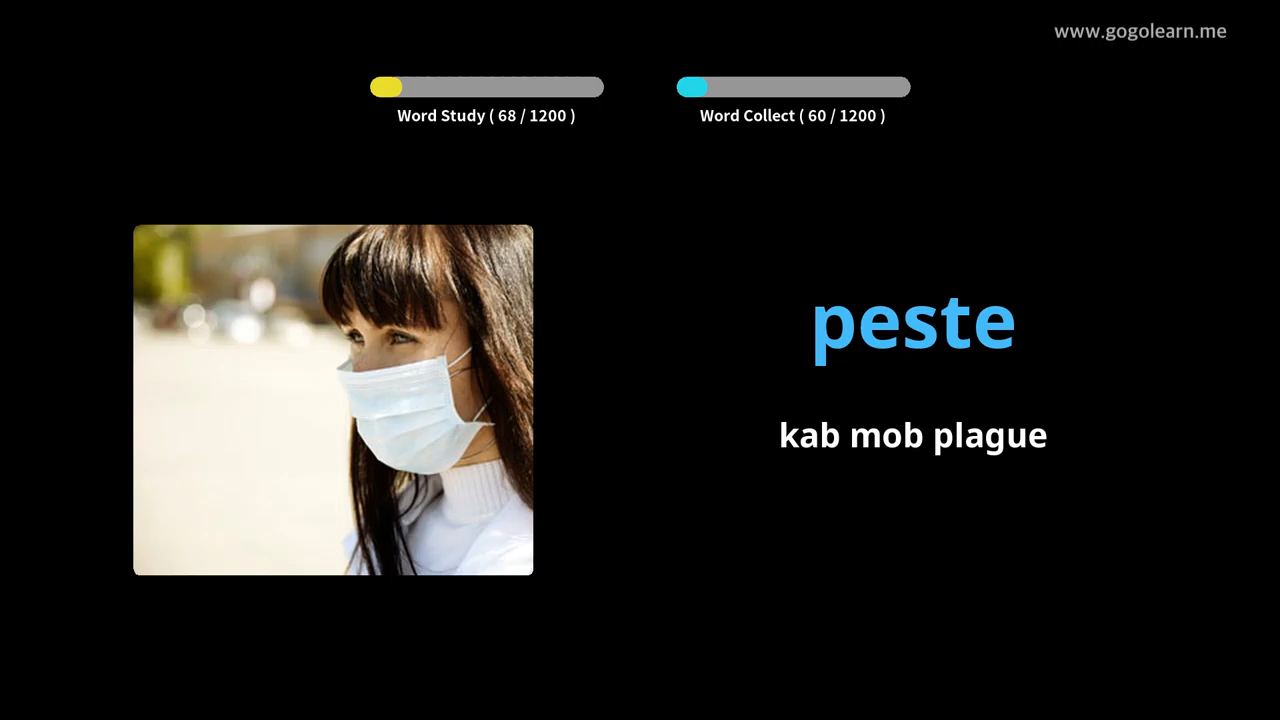 www.gogolearn.me
Word Study ( 68 / 1200 )
Word Collect ( 60 / 1200 )
peste
kab mob plague